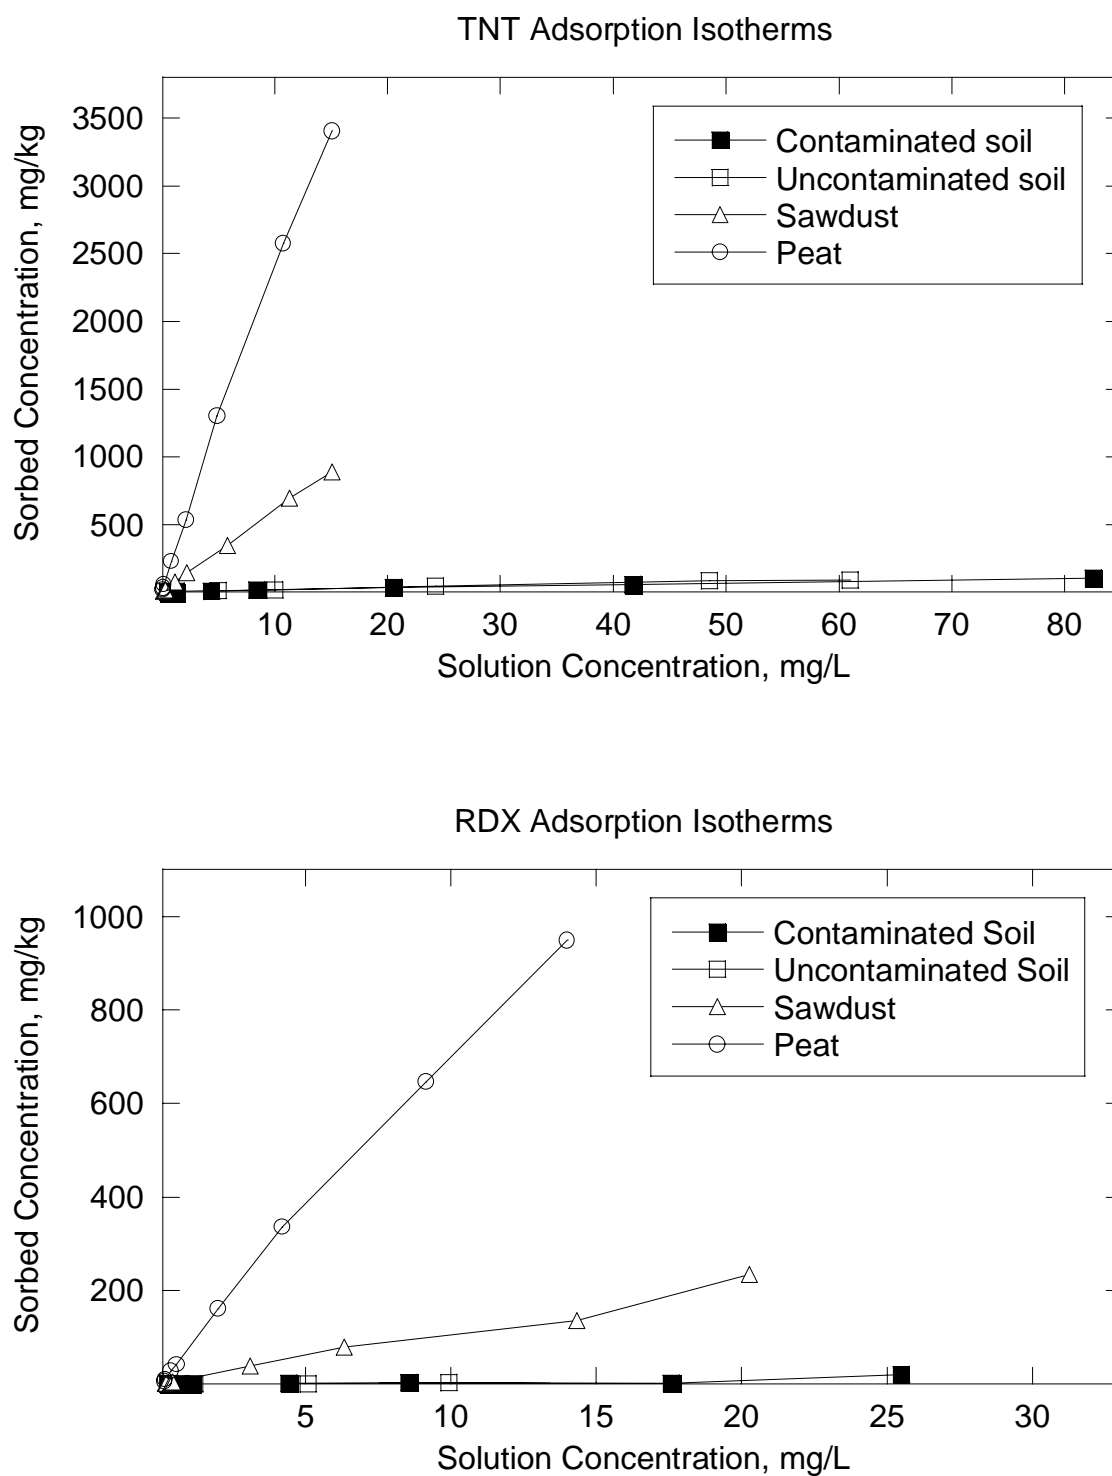 TNT Adsorption Isotherms
Sorbed Concentration, mg/kg
3500
3000
2500
2000
1500
1000
500
Contaminated soil
Uncontaminated soil
Sawdust
Peat
10 20 30 40 50 60 70 80
Solution Concentration, mg/L
RDX Adsorption Isotherms
Sorbed Concentration, mg/kg
1000
800
600
400
200
Contaminated Soil
Uncontaminated Soil
Sawdust
Peat
5 10 15 20 25 30
Solution Concentration, mg/L